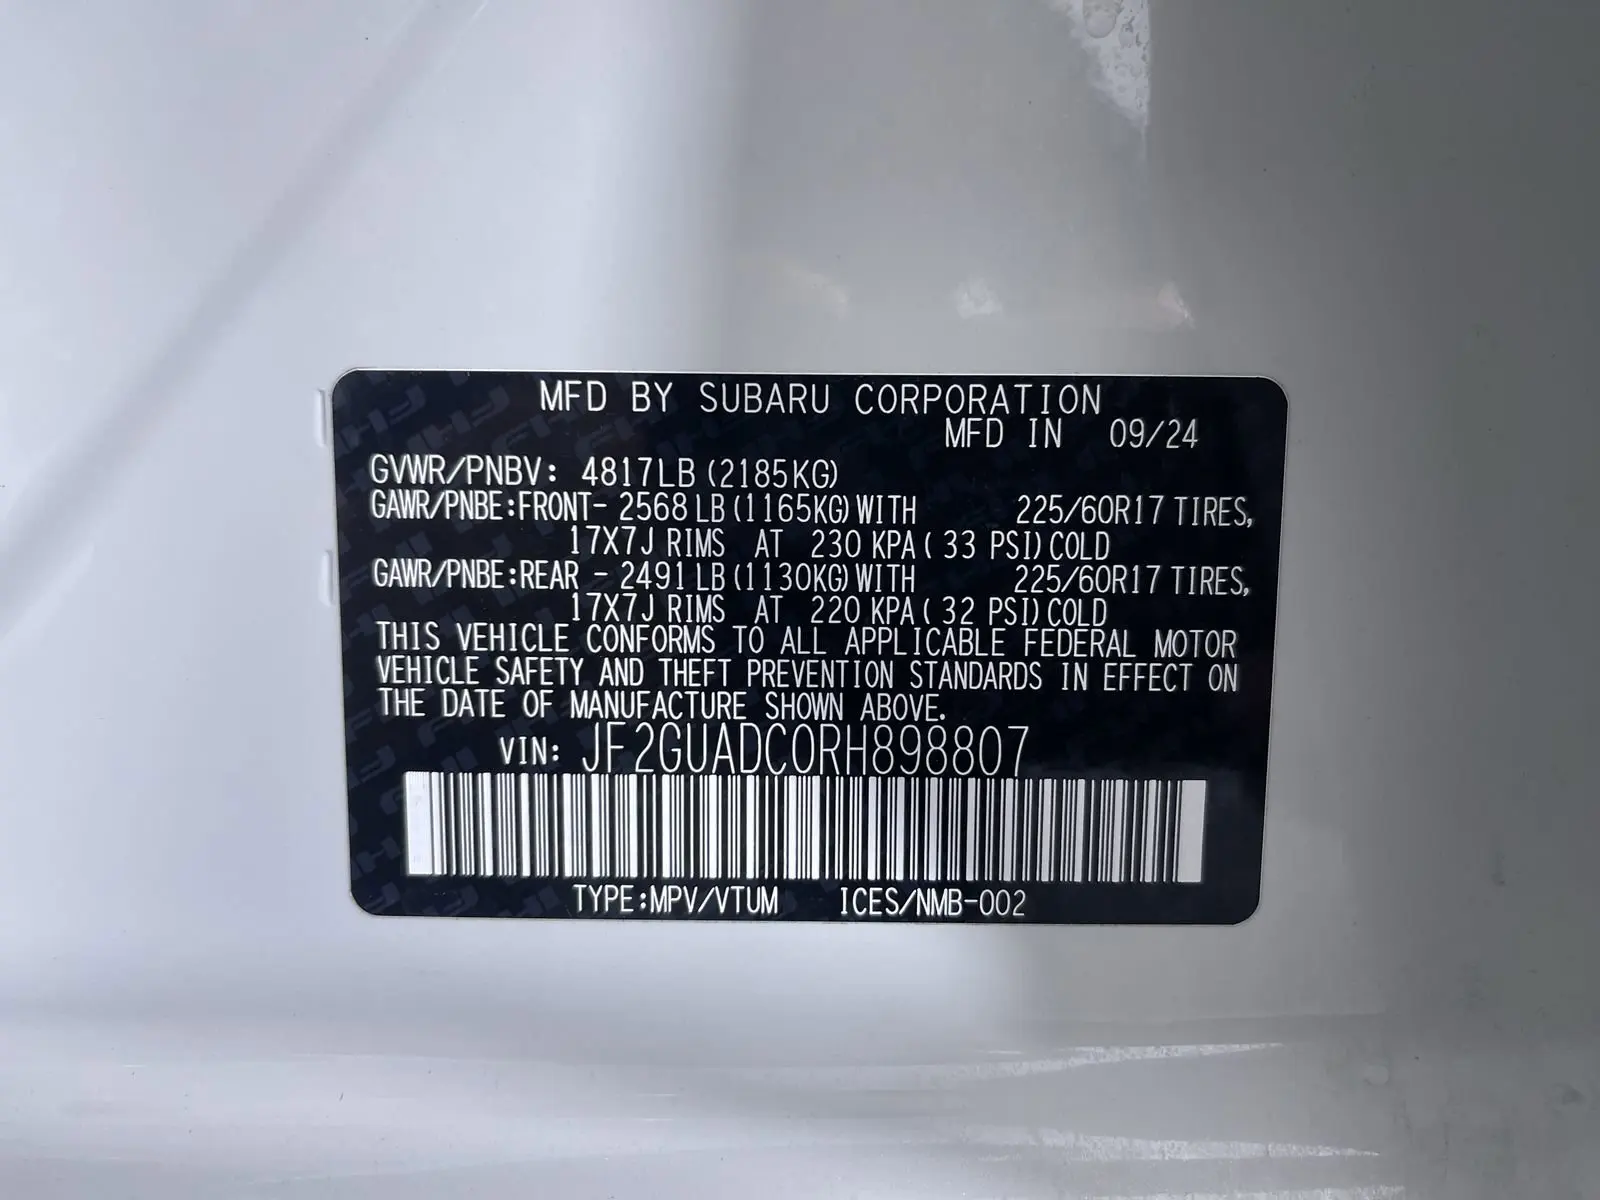 MFD BY SUBARU CORPORATION
MFD IN 09/24
GVWR/PNBV: 4817LB (2185KG)
GAWR/PNBE:FRONT- 2568 LB (1165KG) WITH 225/60R17 TIRES,
17X7J RIMS AT 230 KPA ( 33 PSI) COLD
GAWR/PNBE:REAR - 2491 LB (1130KG) WITH 225/60R17 TIRES,
17X7J RIMS AT 220 KPA ( 32 PSI) COLD
THIS VEHICLE CONFORMS TO ALL APPLICABLE FEDERAL MOTOR
VEHICLE SAFETY AND THEFT PREVENTION STANDARDS IN EFFECT ON
THE DATE OF MANUFACTURE SHOWN ABOVE.
VIN: JF2GUADC0RH898807
TYPE:MPV/VTUM ICES/NMB-002